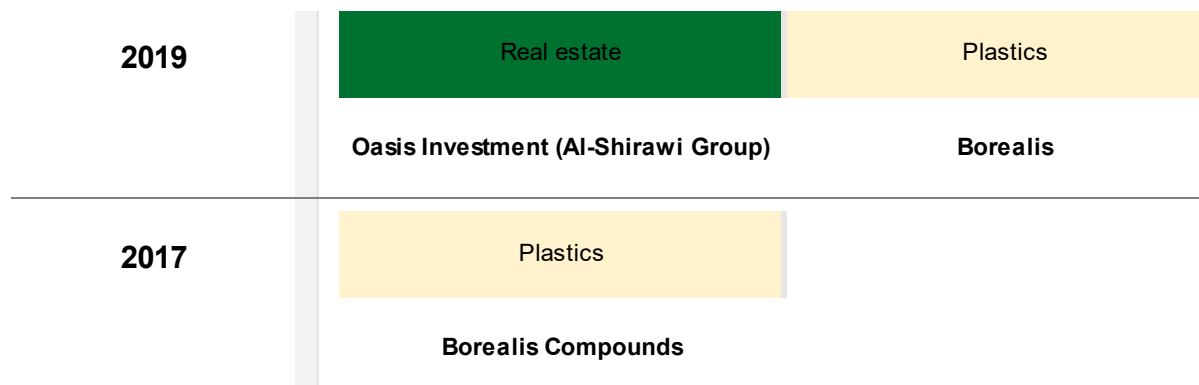 2019
Real estate
Plastics
Oasis Investment (Al-Shirawi Group)
Borealis
2017
Plastics
Borealis Compounds